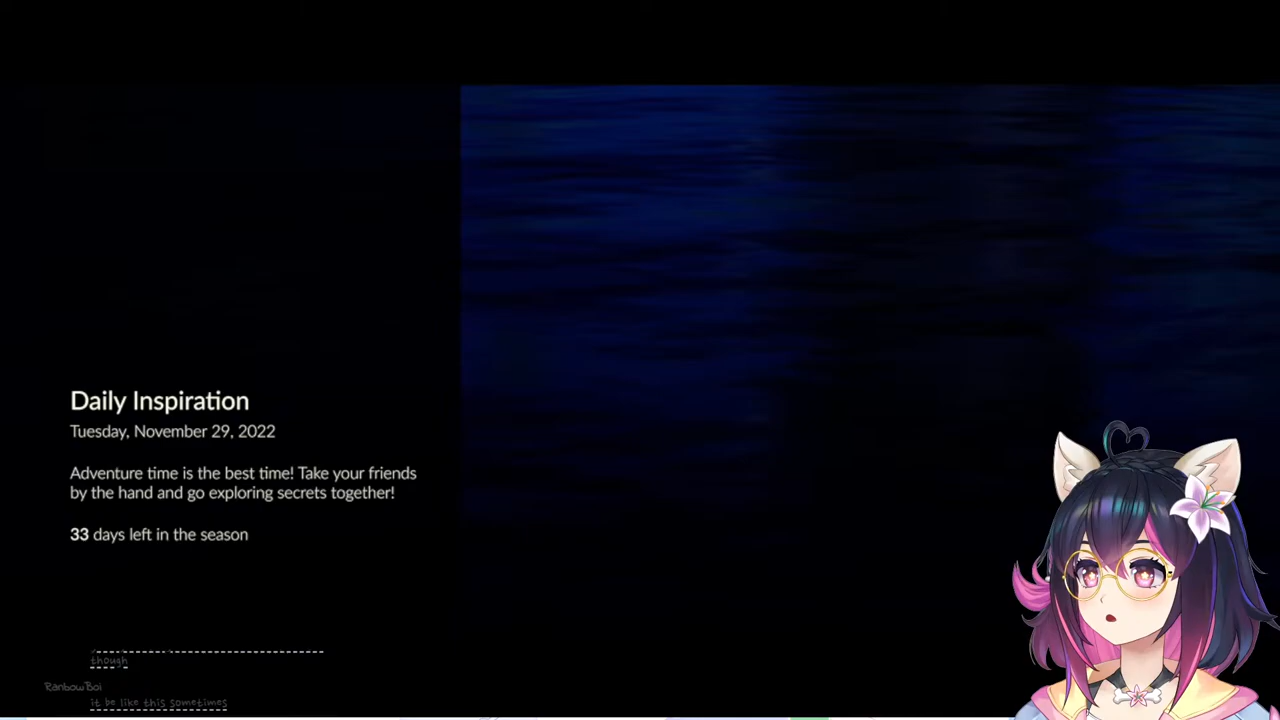 Daily Inspiration
Tuesday, November 29, 2022
Adventure time is the best time! Take your friends
by the hand and go exploring secrets together!
33 days left in the season
though
RanbowBoi
it be like this sometimes